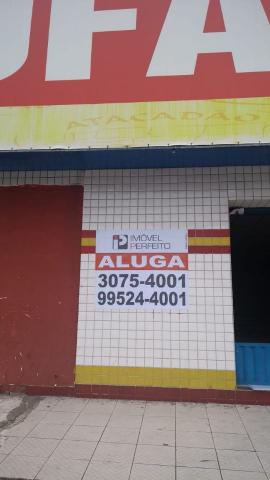 UFA
ATACADÃO
IMÓVEL
PERFEITO
ALUGA
3075-4001
99524-4001